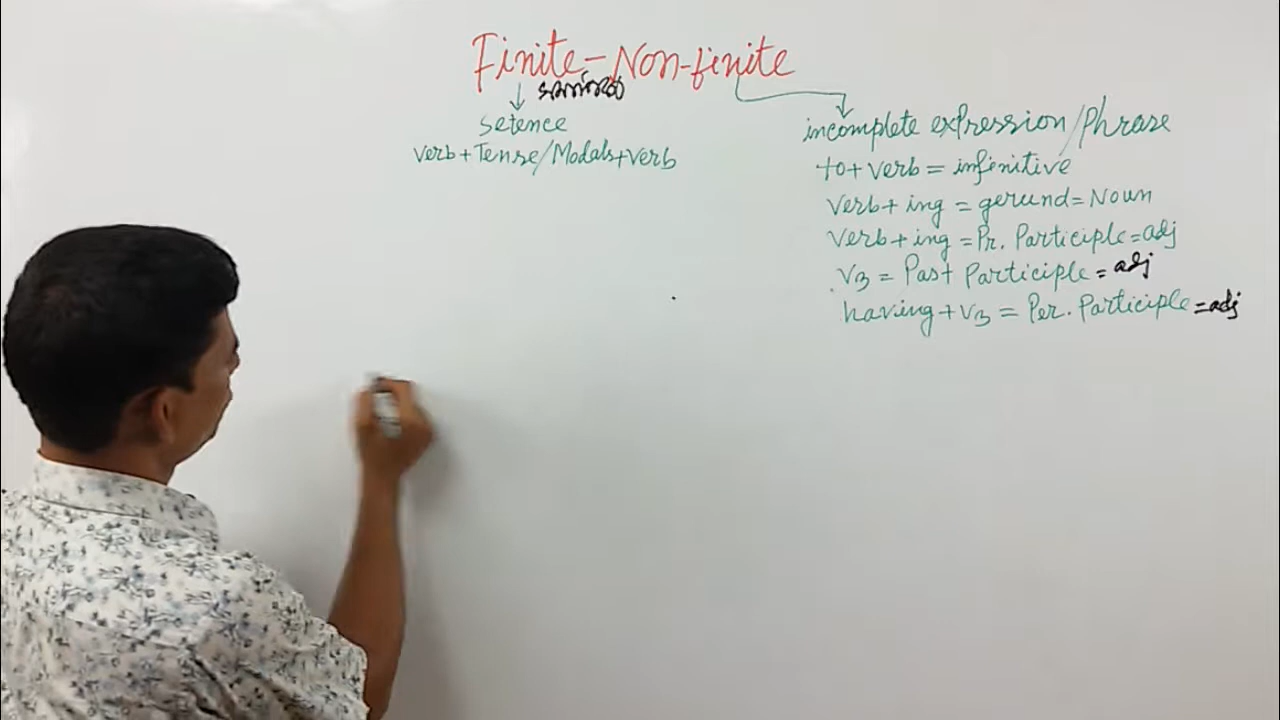 Finite-Non-finite
setence
verb+Tense/Modals+verb
incomplete expression/Phrase
to+verb = infinitive
verb+ing = gerund=Noun
verb+ing =Pr. Participle=adj
V3 = Past Participle = adj
having+V3 = Per. Participle =adj